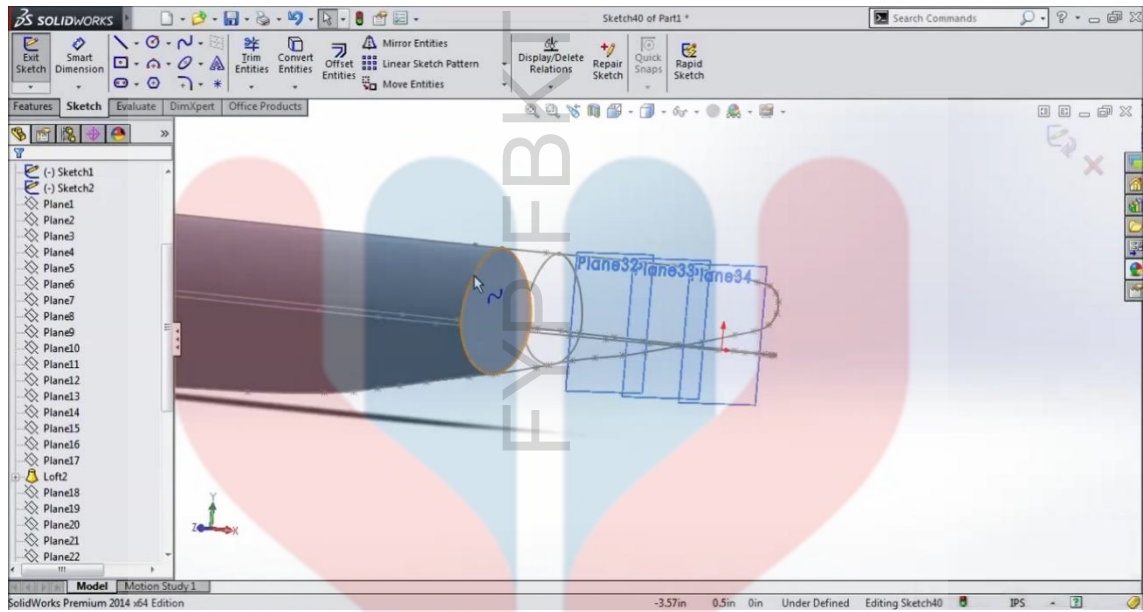 SOLIDWORKS
Sketch40 of Part1 *
Search Commands
Exit Sketch
Smart Dimension
Trim Entities
Convert Entities
Offset Entities
Mirror Entities
Linear Sketch Pattern
Move Entities
Display/Delete Relations
Repair Sketch
Quick Snaps
Rapid Sketch
Features Sketch Evaluate DimXpert Office Products
(-) Sketch1
(-) Sketch2
Plane1
Plane2
Plane3
Plane4
Plane5
Plane6
Plane7
Plane8
Plane9
Plane10
Plane11
Plane12
Plane13
Plane14
Plane15
Plane16
Plane17
Loft2
Plane18
Plane19
Plane20
Plane21
Plane22
Plane32
Plane33
Plane34
Y
Z X
FYP FBKI
Model Motion Study 1
SolidWorks Premium 2014 x64 Edition
-3.57in 0.5in 0in Under Defined Editing Sketch40 IPS